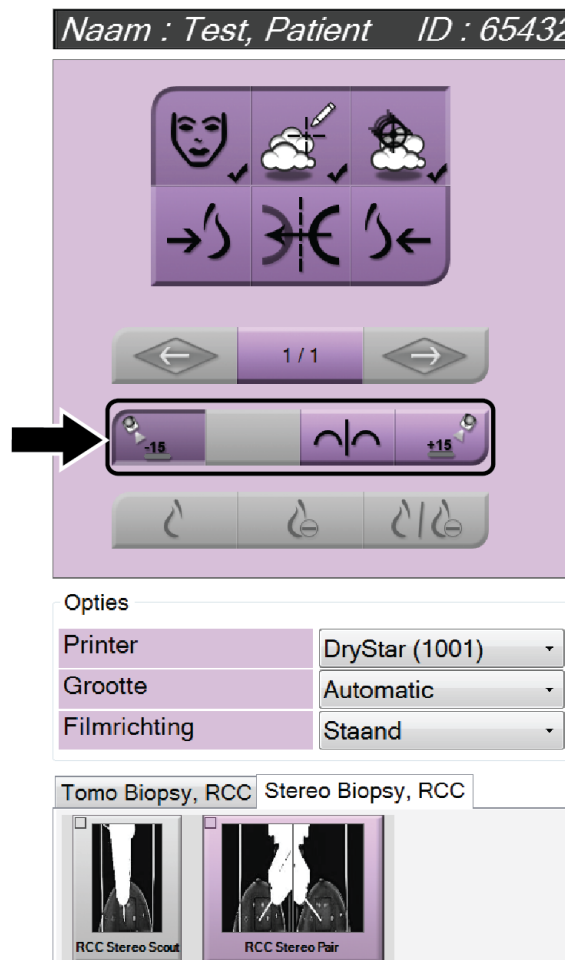 Naam : Test, Patient ID : 65432
1 / 1
-15 +15
Opties
Printer DryStar (1001)
Grootte Automatic
Filmrichting Staand
Tomo Biopsy, RCC Stereo Biopsy, RCC
RCC Stereo Scout RCC Stereo Pair